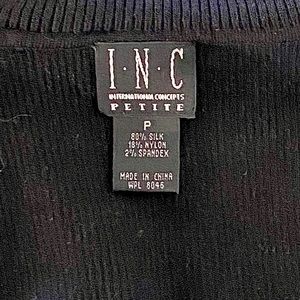 I·N·C
INTERNATIONAL CONCEPTS
PETITE
P
80% SILK
18% NYLON
2% SPANDEX
MADE IN CHINA
WPL 8046